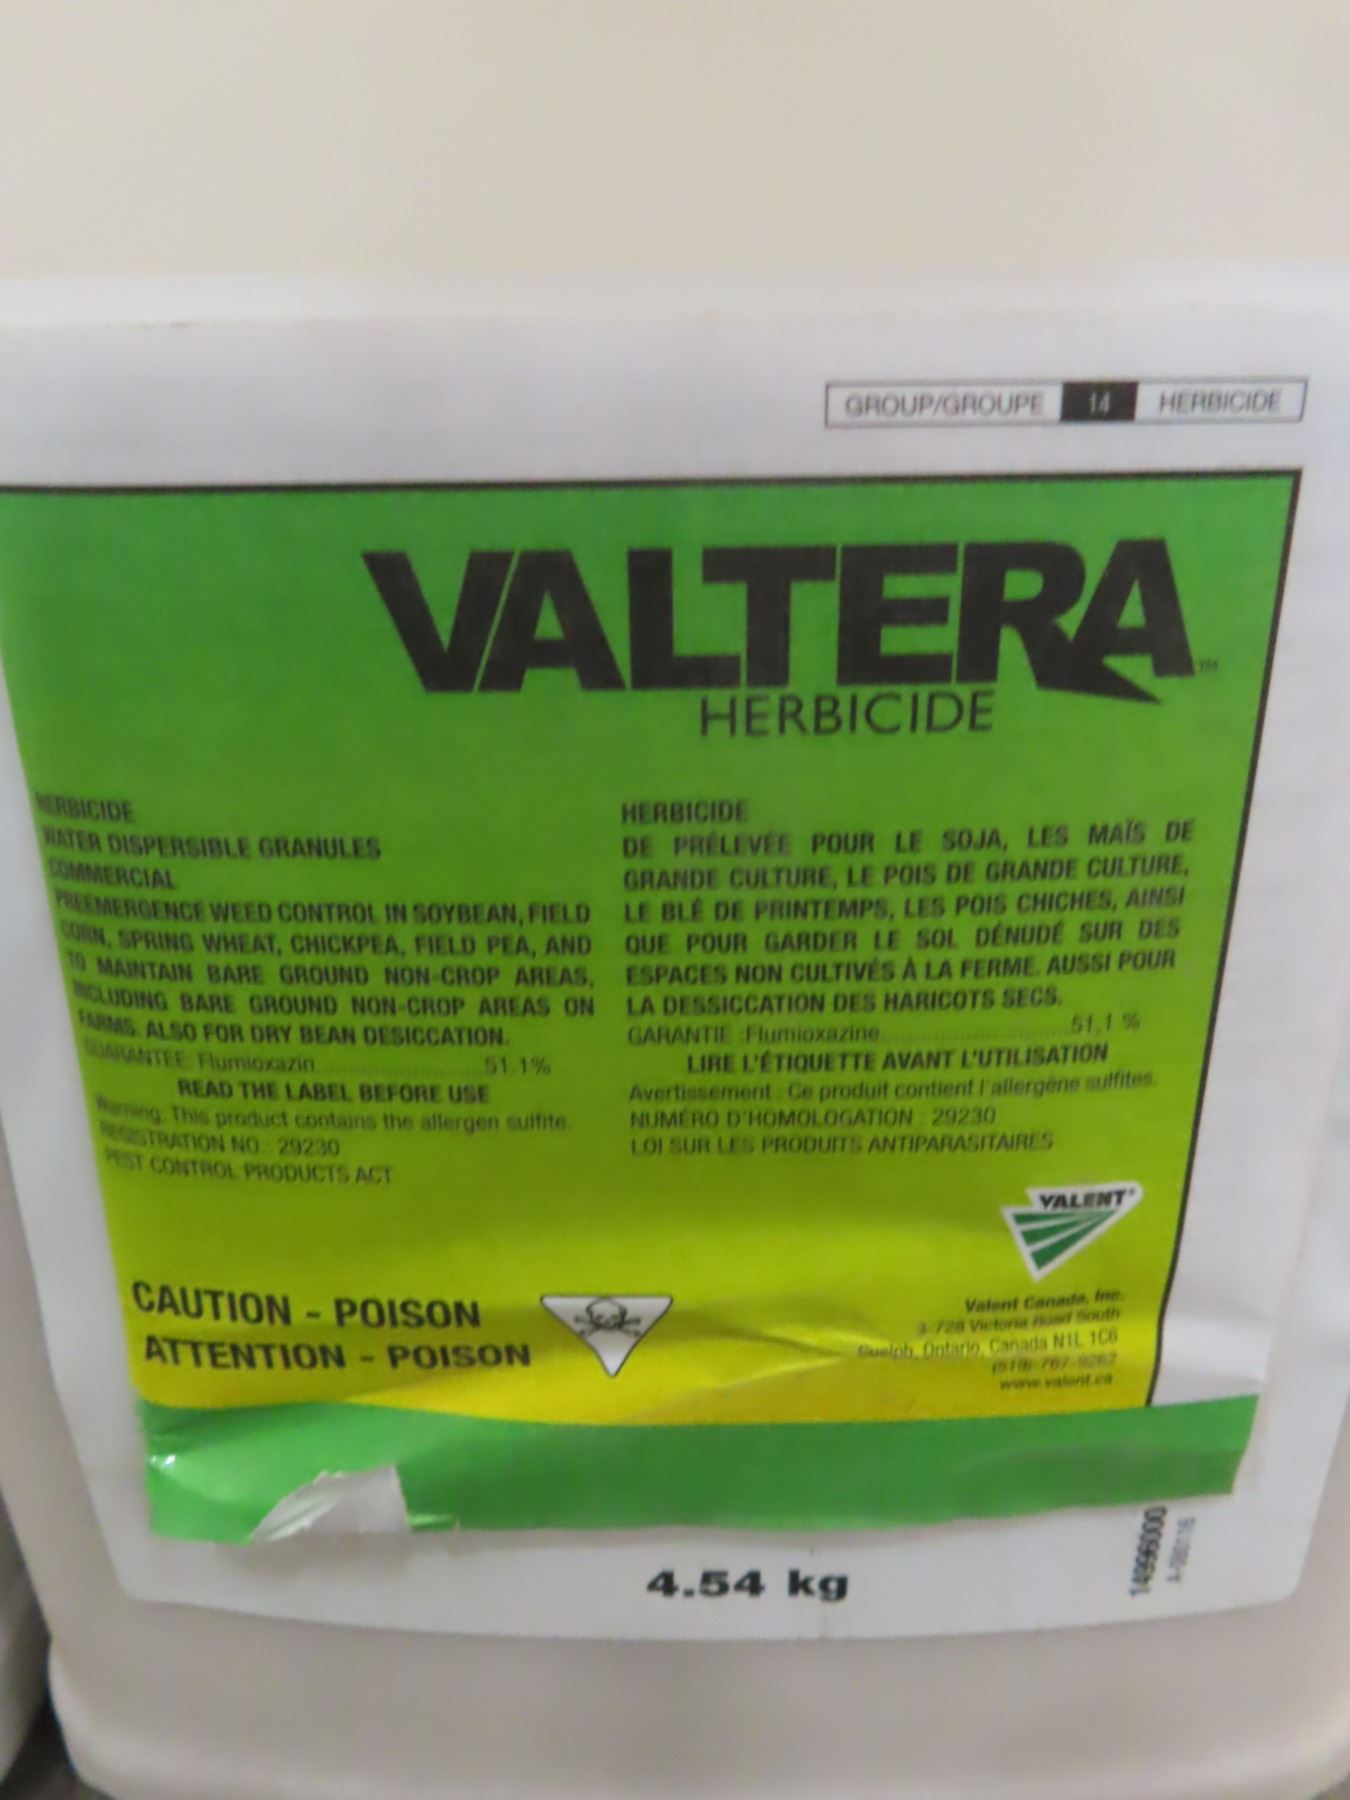 GROUP/GROUPE 14 HERBICIDE
VALTERA™
HERBICIDE
HERBICIDE
WATER DISPERSIBLE GRANULES
COMMERCIAL
PREEMERGENCE WEED CONTROL IN SOYBEAN, FIELD
CORN, SPRING WHEAT, CHICKPEA, FIELD PEA, AND
TO MAINTAIN BARE GROUND NON-CROP AREAS,
INCLUDING BARE GROUND NON-CROP AREAS ON
FARMS. ALSO FOR DRY BEAN DESICCATION.
GUARANTEE: Flumioxazin....................51.1%
READ THE LABEL BEFORE USE
Warning: This product contains the allergen sulfite.
REGISTRATION NO.: 29230
PEST CONTROL PRODUCTS ACT
HERBICIDE
DE PRÉLEVÉE POUR LE SOJA, LES MAÏS DE
GRANDE CULTURE, LE POIS DE GRANDE CULTURE,
LE BLÉ DE PRINTEMPS, LES POIS CHICHES, AINSI
QUE POUR GARDER LE SOL DÉNUDÉ SUR DES
ESPACES NON CULTIVÉS À LA FERME. AUSSI POUR
LA DESSICCATION DES HARICOTS SECS.
GARANTIE :Flumioxazine......................51,1 %
LIRE L'ÉTIQUETTE AVANT L'UTILISATION
Avertissement : Ce produit contient l'allergène sulfites.
NUMÉRO D'HOMOLOGATION : 29230
LOI SUR LES PRODUITS ANTIPARASITAIRES
VALENT®
CAUTION - POISON
ATTENTION - POISON
Valent Canada, Inc.
3-728 Victoria Road South
Guelph, Ontario, Canada N1L 1C6
(519) 767-9262
www.valent.ca
4.54 kg
14996000